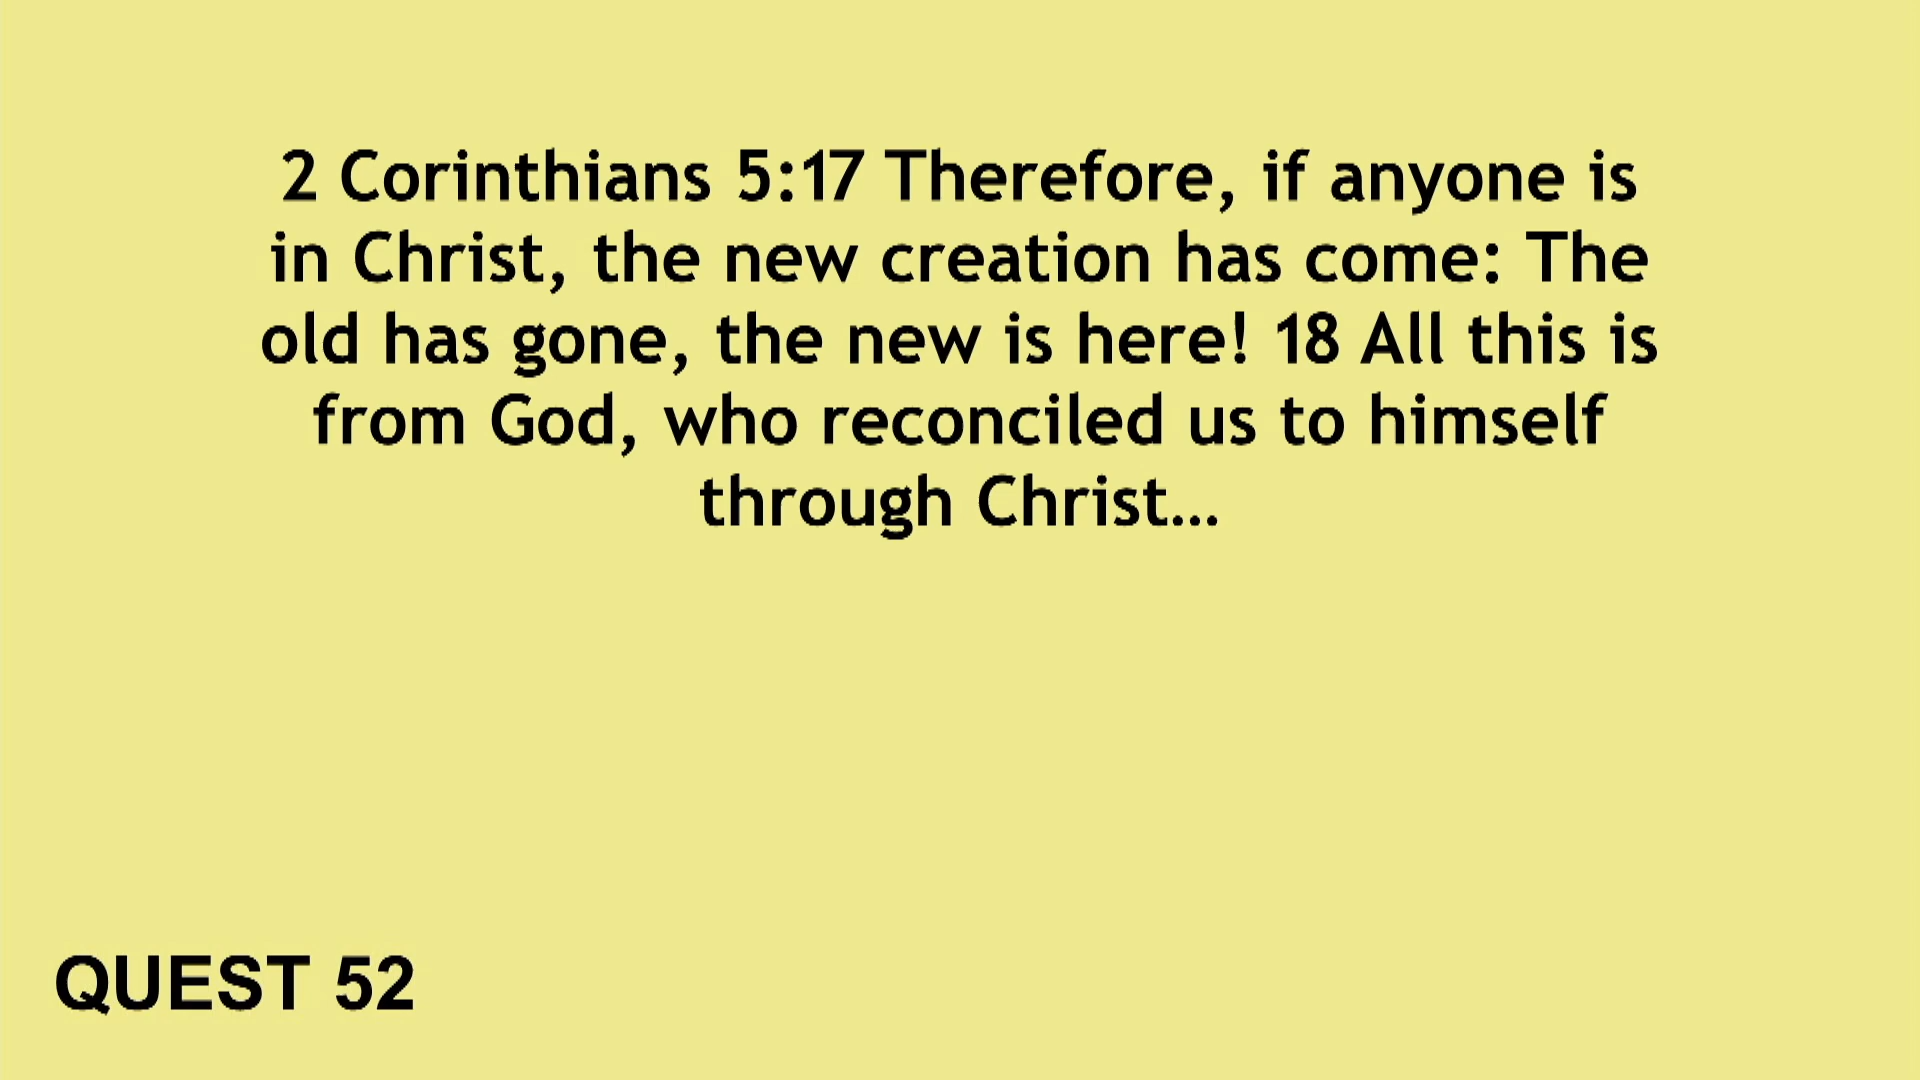 2 Corinthians 5:17 Therefore, if anyone is
in Christ, the new creation has come: The
old has gone, the new is here! 18 All this is
from God, who reconciled us to himself
through Christ...
QUEST 52